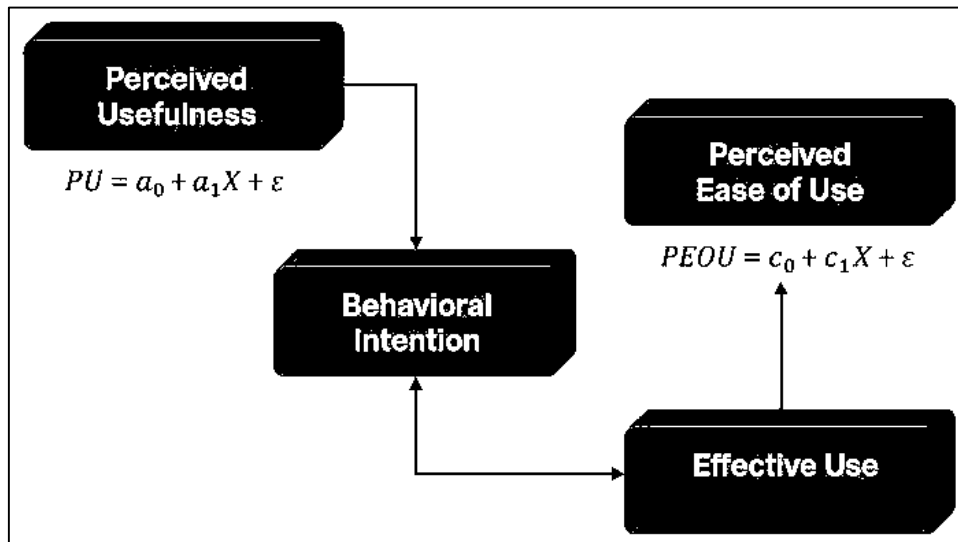 Perceived
Usefulness
PU = a₀ + a₁X + ε
Perceived
Ease of Use
PEOU = c₀ + c₁X + ε
Behavioral
Intention
Effective Use